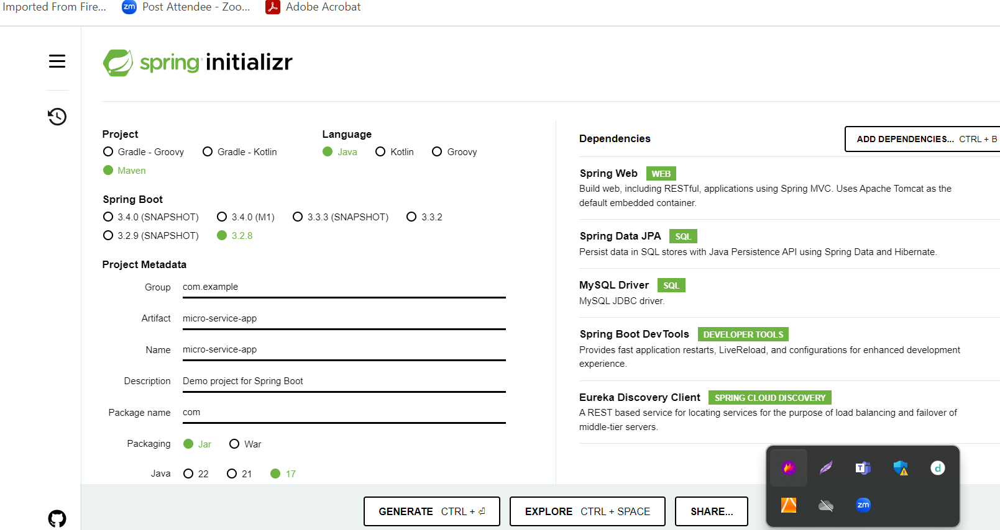 Imported From Fire... Post Attendee - Zoo... Adobe Acrobat
spring initializr
Project
Gradle - Groovy Gradle - Kotlin
Maven
Language
Java Kotlin Groovy
Spring Boot
3.4.0 (SNAPSHOT) 3.4.0 (M1) 3.3.3 (SNAPSHOT) 3.3.2
3.2.9 (SNAPSHOT) 3.2.8
Project Metadata
Group com.example
Artifact micro-service-app
Name micro-service-app
Description Demo project for Spring Boot
Package name com
Packaging Jar War
Java 22 21 17
Dependencies ADD DEPENDENCIES... CTRL + B
Spring Web WEB
Build web, including RESTful, applications using Spring MVC. Uses Apache Tomcat as the
default embedded container.
Spring Data JPA SQL
Persist data in SQL stores with Java Persistence API using Spring Data and Hibernate.
MySQL Driver SQL
MySQL JDBC driver.
Spring Boot DevTools DEVELOPER TOOLS
Provides fast application restarts, LiveReload, and configurations for enhanced development
experience.
Eureka Discovery Client SPRING CLOUD DISCOVERY
A REST based service for locating services for the purpose of load balancing and failover of
middle-tier servers.
GENERATE CTRL + ⏎ EXPLORE CTRL + SPACE SHARE...